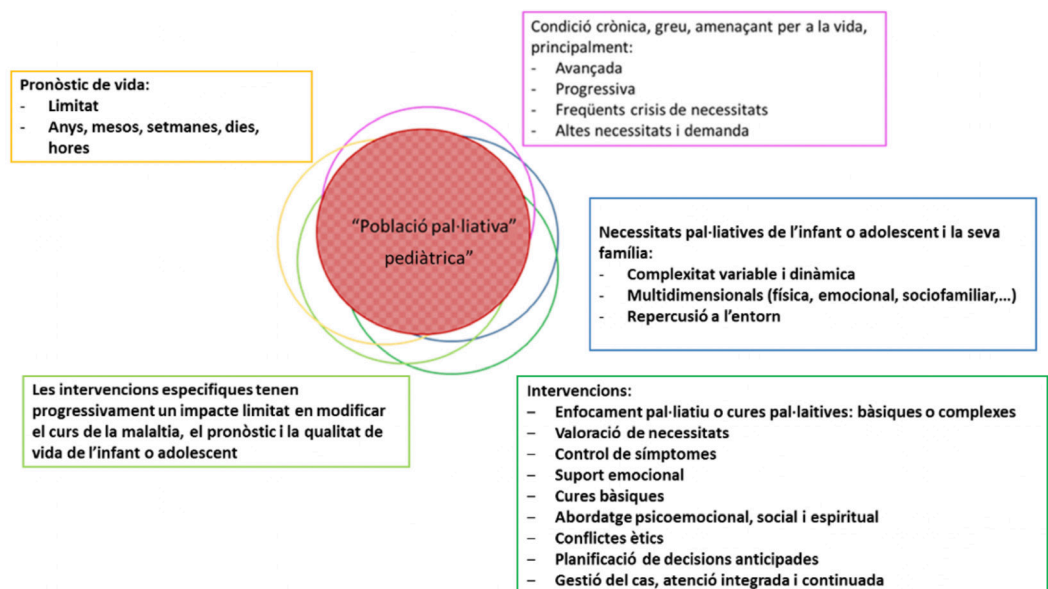 Condició crònica, greu, amenaçant per a la vida,
principalment:
- Avançada
- Progressiva
- Freqüents crisis de necessitats
- Altes necessitats i demanda
Pronòstic de vida:
- Limitat
- Anys, mesos, setmanes, dies,
hores
“Població pal·liativa”
pediàtrica”
Necessitats pal·liatives de l’infant o adolescent i la seva
família:
- Complexitat variable i dinàmica
- Multidimensionals (física, emocional, sociofamiliar,...)
- Repercusió a l’entorn
Les intervencions especifiques tenen
progressivament un impacte limitat en modificar
el curs de la malaltia, el pronòstic i la qualitat de
vida de l’infant o adolescent
Intervencions:
– Enfocament pal·liatiu o cures pal·laitives: bàsiques o complexes
– Valoració de necessitats
– Control de símptomes
– Suport emocional
– Cures bàsiques
– Abordatge psicoemocional, social i espiritual
– Conflictes ètics
– Planificació de decisions anticipades
– Gestió del cas, atenció integrada i continuada